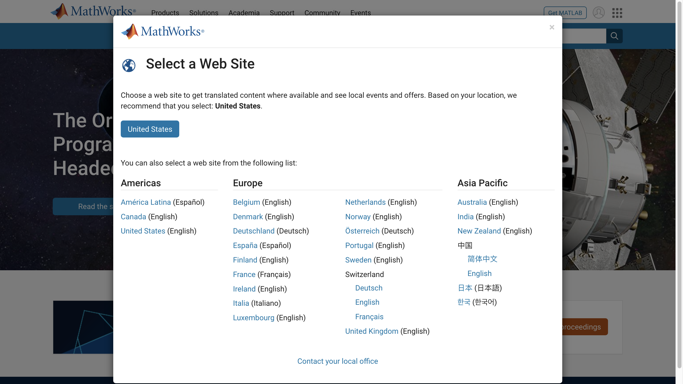 MathWorks®
Products Solutions Academia Support Community Events
Get MATLAB
MathWorks®
×
Select a Web Site
Choose a web site to get translated content where available and see local events and offers. Based on your location, we
recommend that you select: United States.
United States
You can also select a web site from the following list:
Americas
América Latina (Español)
Canada (English)
United States (English)
Europe
Belgium (English)
Denmark (English)
Deutschland (Deutsch)
España (Español)
Finland (English)
France (Français)
Ireland (English)
Italia (Italiano)
Luxembourg (English)
Netherlands (English)
Norway (English)
Österreich (Deutsch)
Portugal (English)
Sweden (English)
Switzerland
Deutsch
English
Français
United Kingdom (English)
Asia Pacific
Australia (English)
India (English)
New Zealand (English)
中国
简体中文
English
日本 (日本語)
한국 (한국어)
Contact your local office
The Or
Progra
Headed
Read the s
proceedings